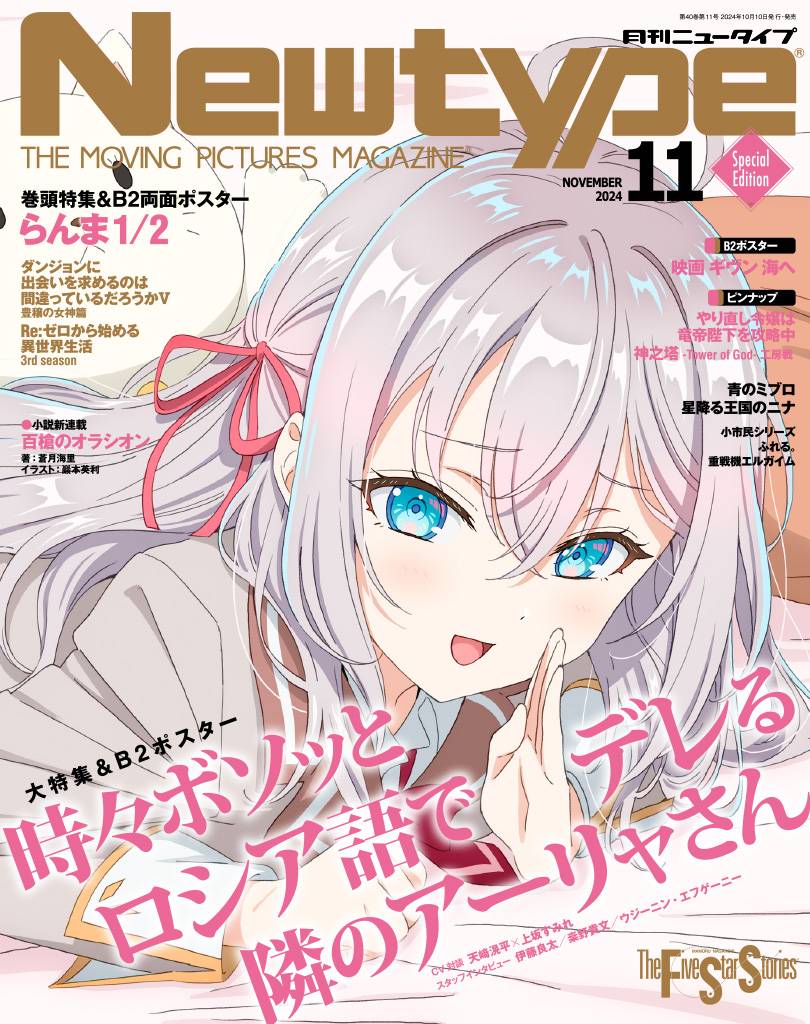 第40巻第11号 2024年10月10日発行・発売
月刊ニュータイプ
Newtype®
THE MOVING PICTURES MAGAZINE
NOVEMBER
2024
11
Special
Edition
巻頭特集&B2両面ポスター
らんま1/2
ダンジョンに
出会いを求めるのは
間違っているだろうかⅤ
豊穣の女神篇
Re:ゼロから始める
異世界生活
3rd season
●小説新連載
百槍のオラシオン
著:蒼月海里
イラスト:巖本英利
B2ポスター
映画 ギヴン 海へ
ピンナップ
やり直し令嬢は
竜帝陛下を攻略中
神之塔 -Tower of God- 工房戦
青のミブロ
星降る王国のニナ
小市民シリーズ
ふれる。
重戦機エルガイム
大特集&B2ポスター
時々ボソッと
ロシア語でデレる
隣のアーリャさん
CV対談 天﨑滉平×上坂すみれ
スタッフインタビュー 伊藤良太/桒野貴文/ウジーニン・エフゲーニー
The Five Star Stories